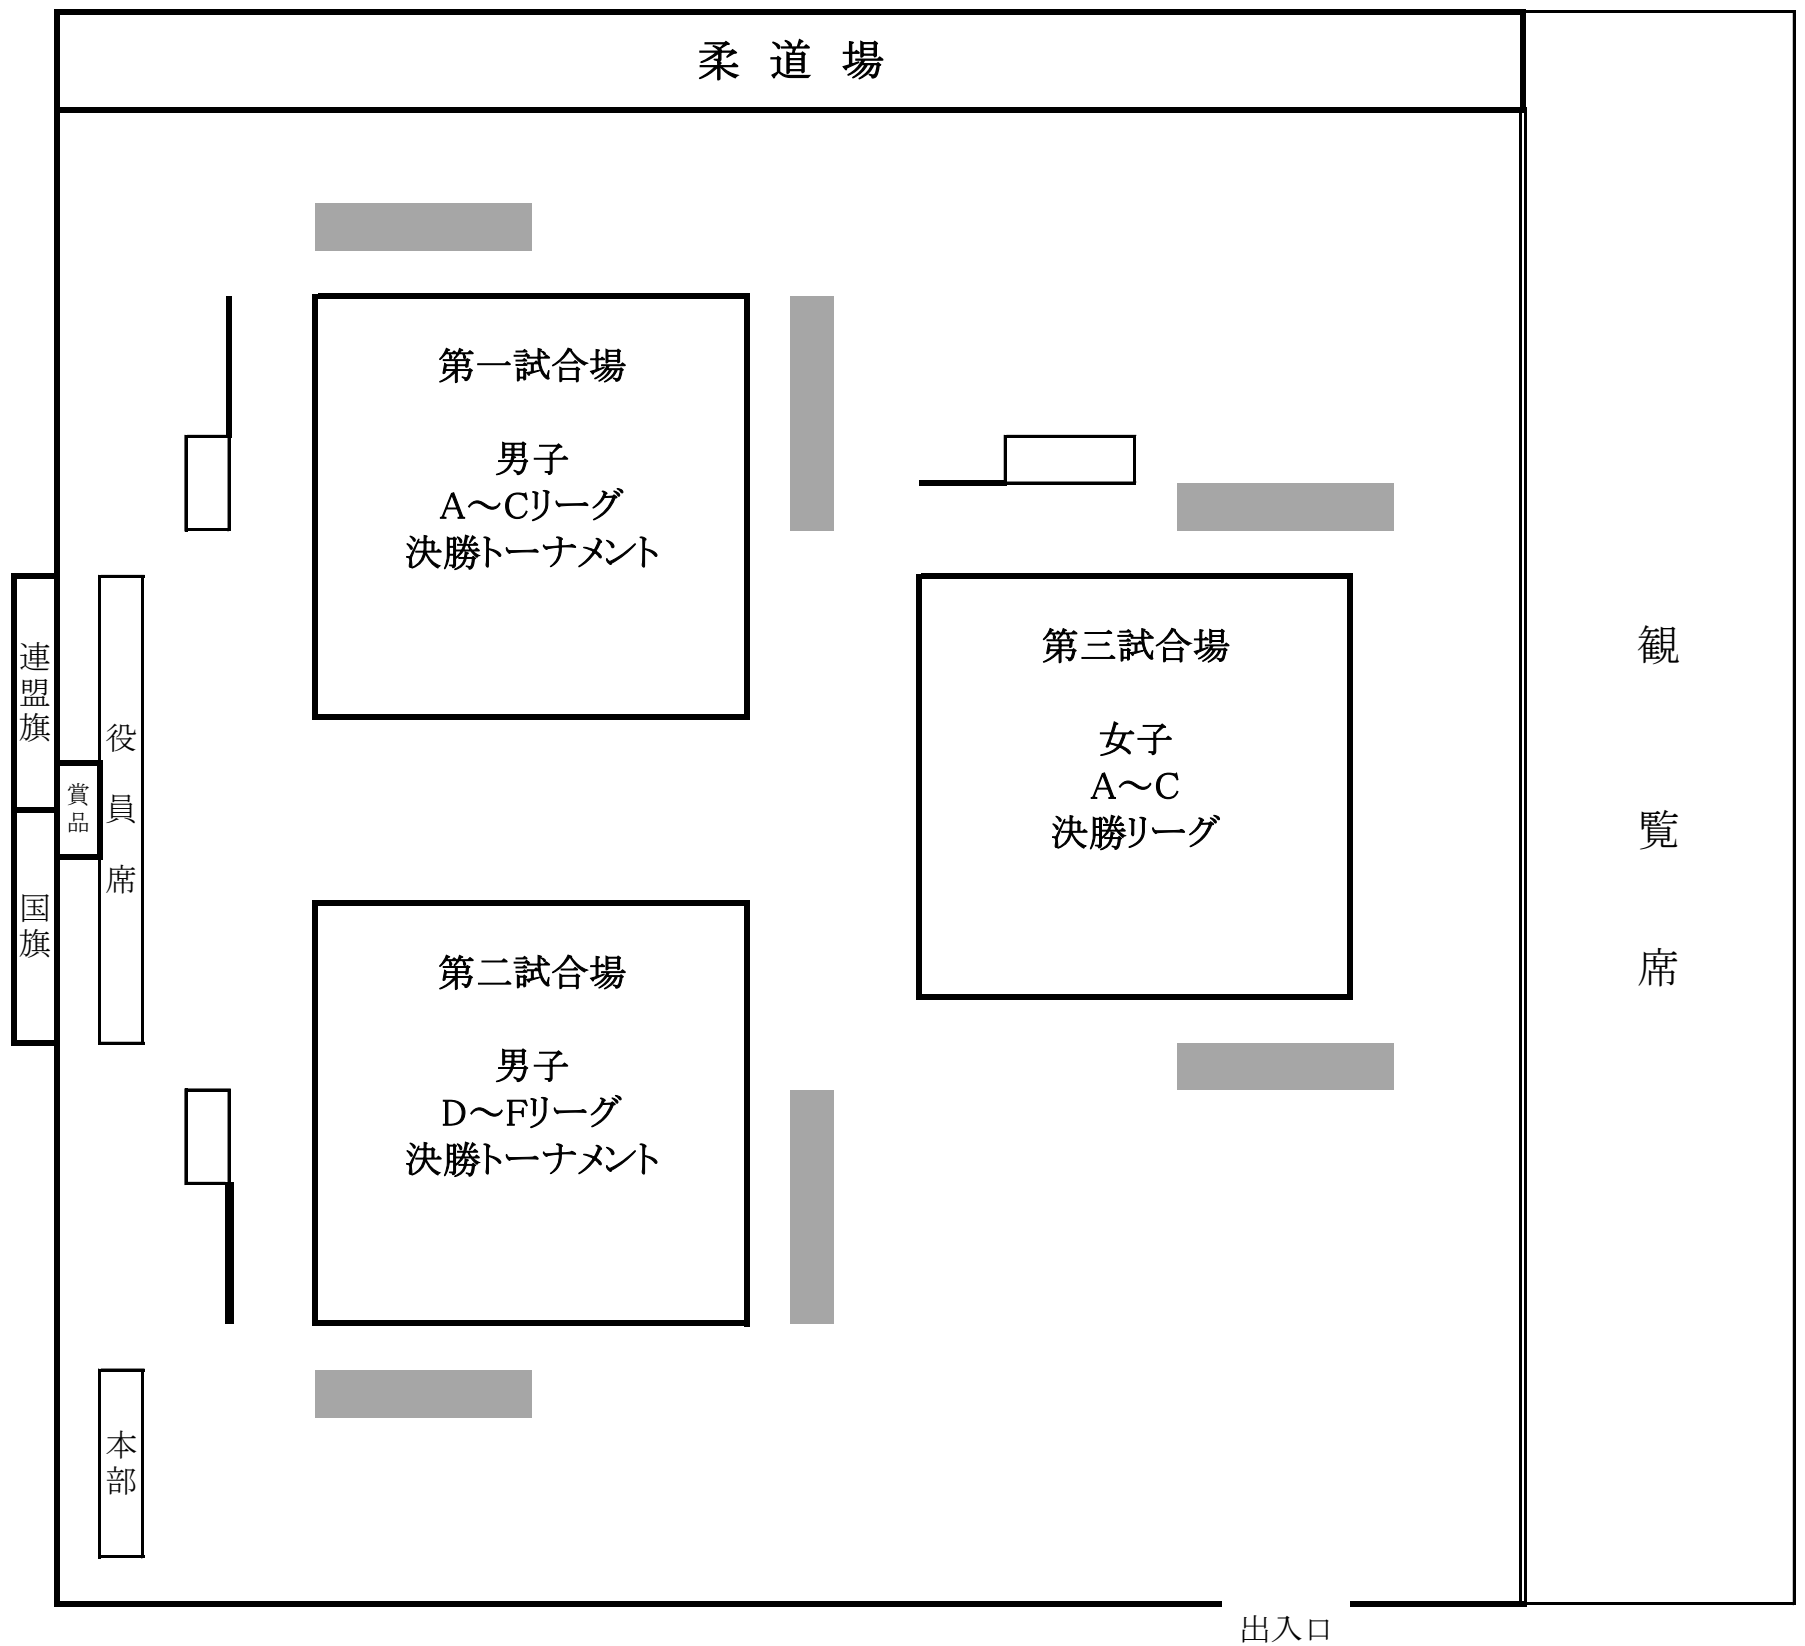 柔 道 場
第一試合場
男子
A～Cリーグ
決勝トーナメント
第三試合場
女子
A～C
決勝リーグ
第二試合場
男子
D～Fリーグ
決勝トーナメント
連盟旗
国旗
賞品
役員席
本部
観覧席
出入口